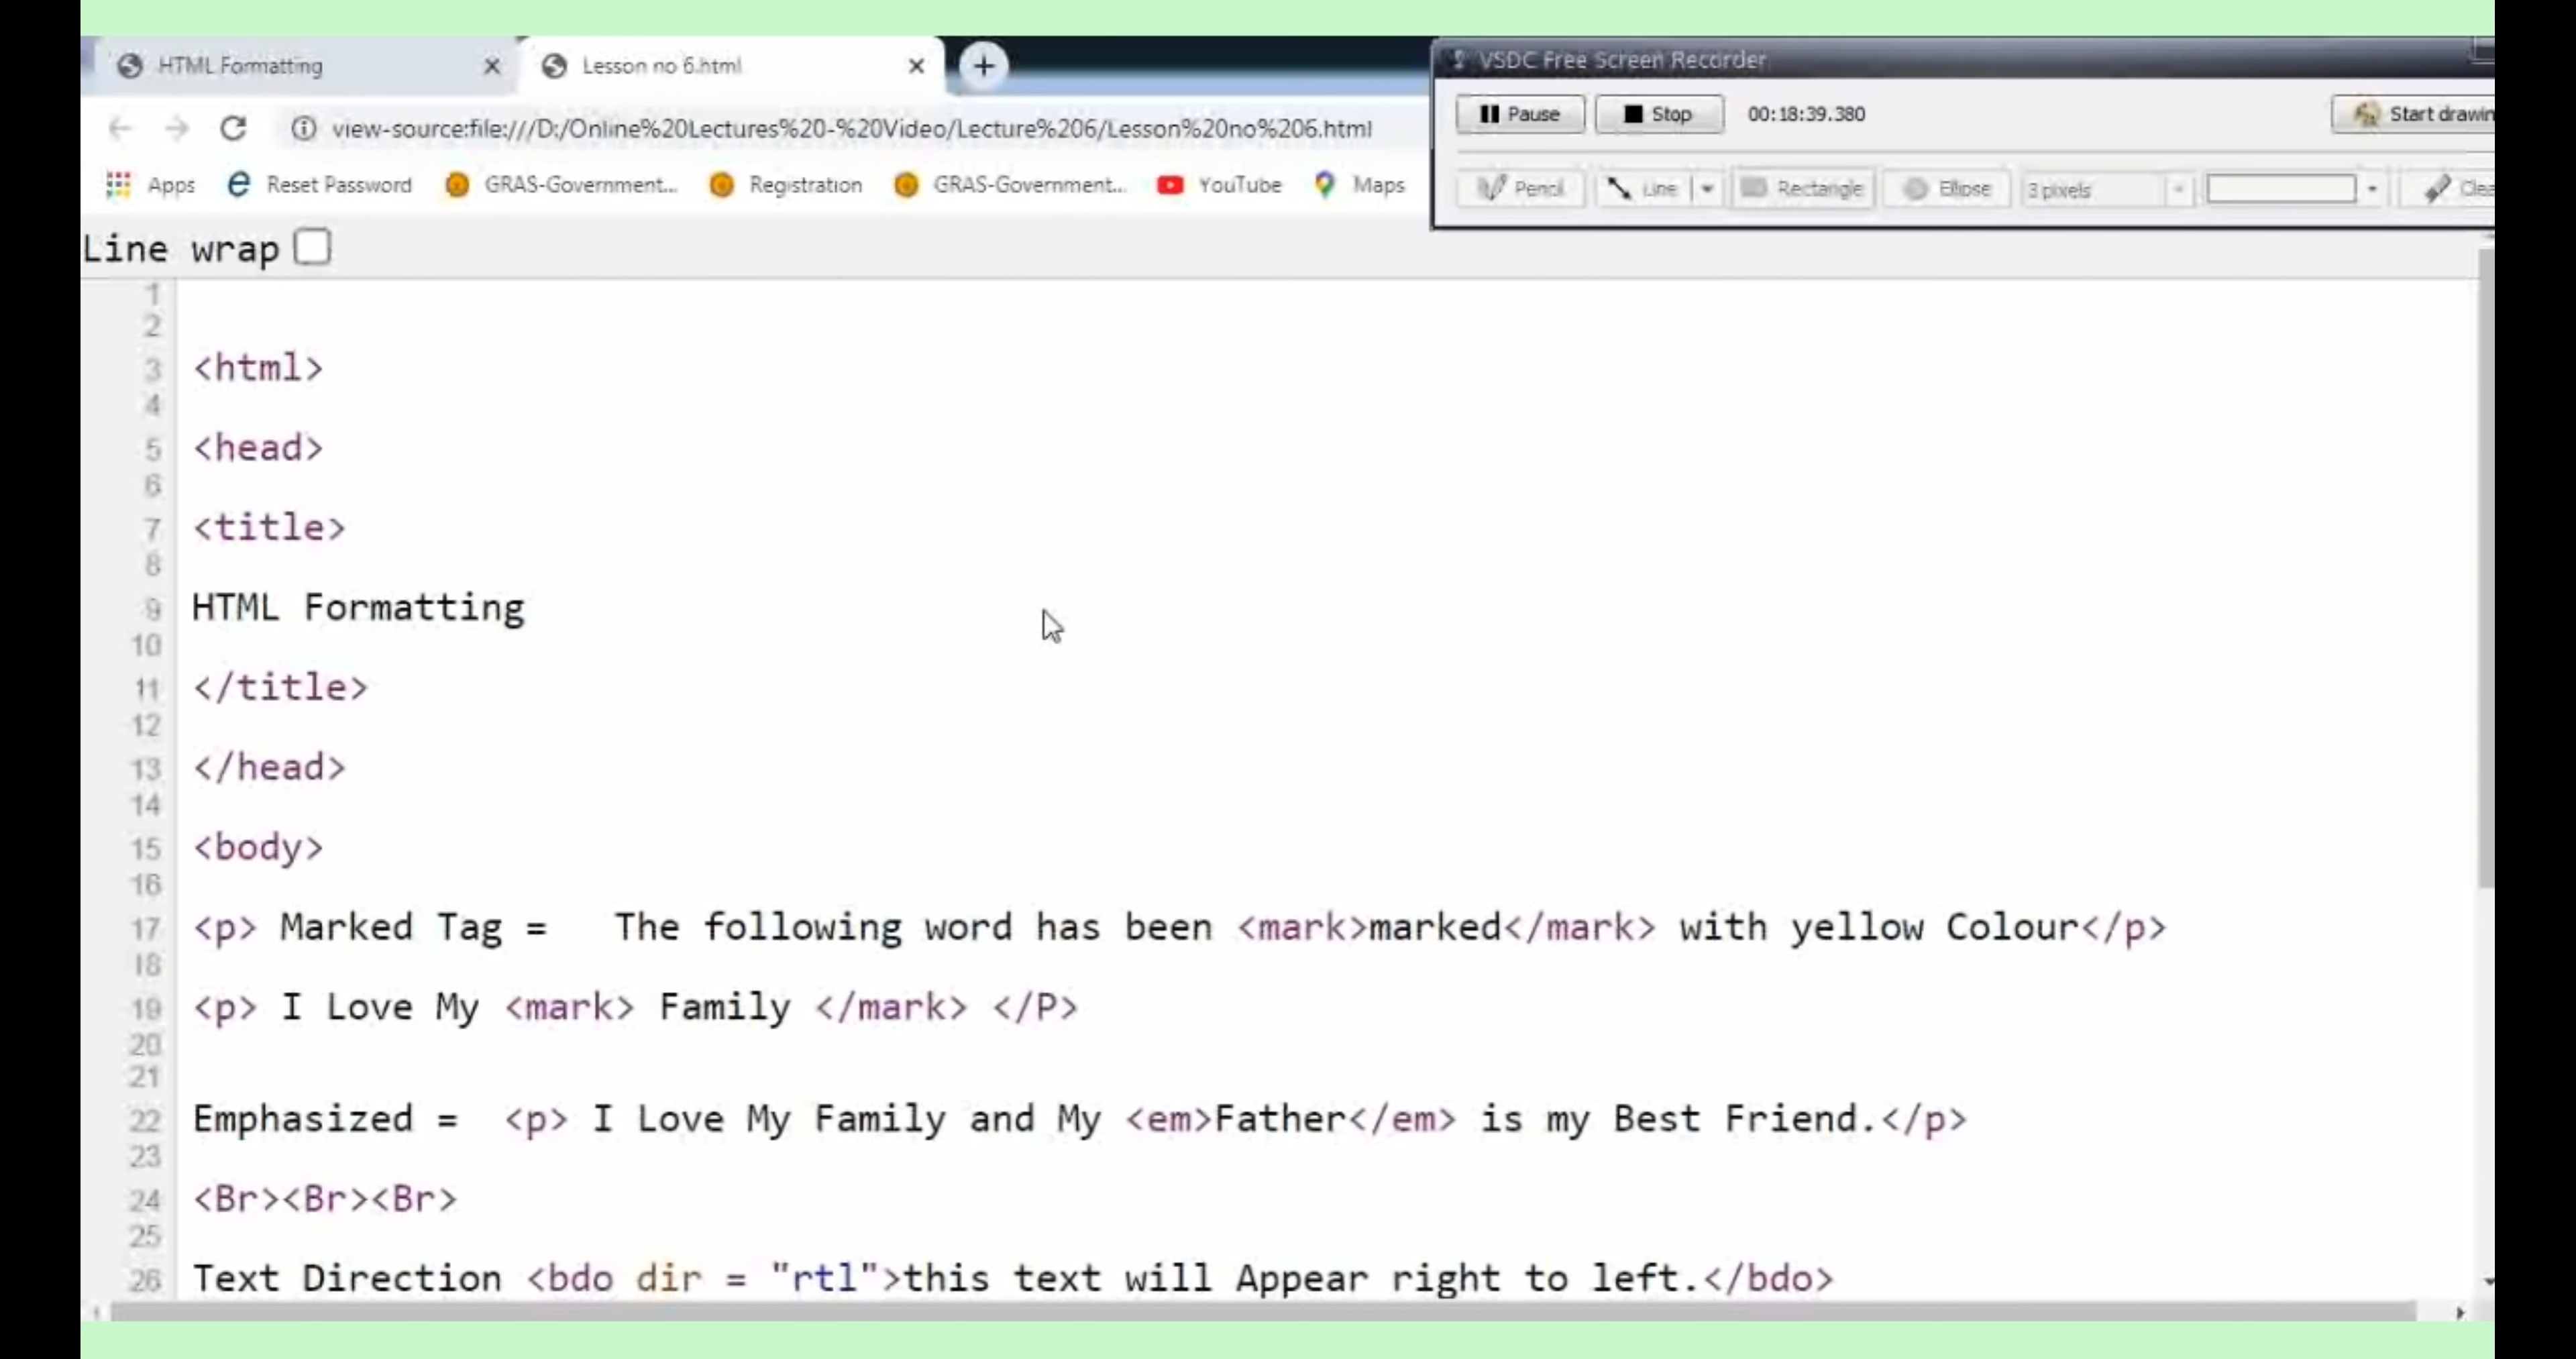 HTML Formatting
Lesson no 6.html
VSDC Free Screen Recorder
view-source:file:///D:/Online%20Lectures%20-%20Video/Lecture%206/Lesson%20no%206.html
Pause Stop 00:18:39.380 Start drawin
Apps Reset Password GRAS-Government... Registration GRAS-Government... YouTube Maps
Pencil Line Rectangle Ellipse 3 pixels Clea
Line wrap
1
2
3 <html>
4
5 <head>
6
7 <title>
8
9 HTML Formatting
10
11 </title>
12
13 </head>
14
15 <body>
16
17 <p> Marked Tag =   The following word has been <mark>marked</mark> with yellow Colour</p>
18
19 <p> I Love My <mark> Family </mark> </P>
20
21
22 Emphasized =  <p> I Love My Family and My <em>Father</em> is my Best Friend.</p>
23
24 <Br><Br><Br>
25
26 Text Direction <bdo dir = "rtl">this text will Appear right to left.</bdo>